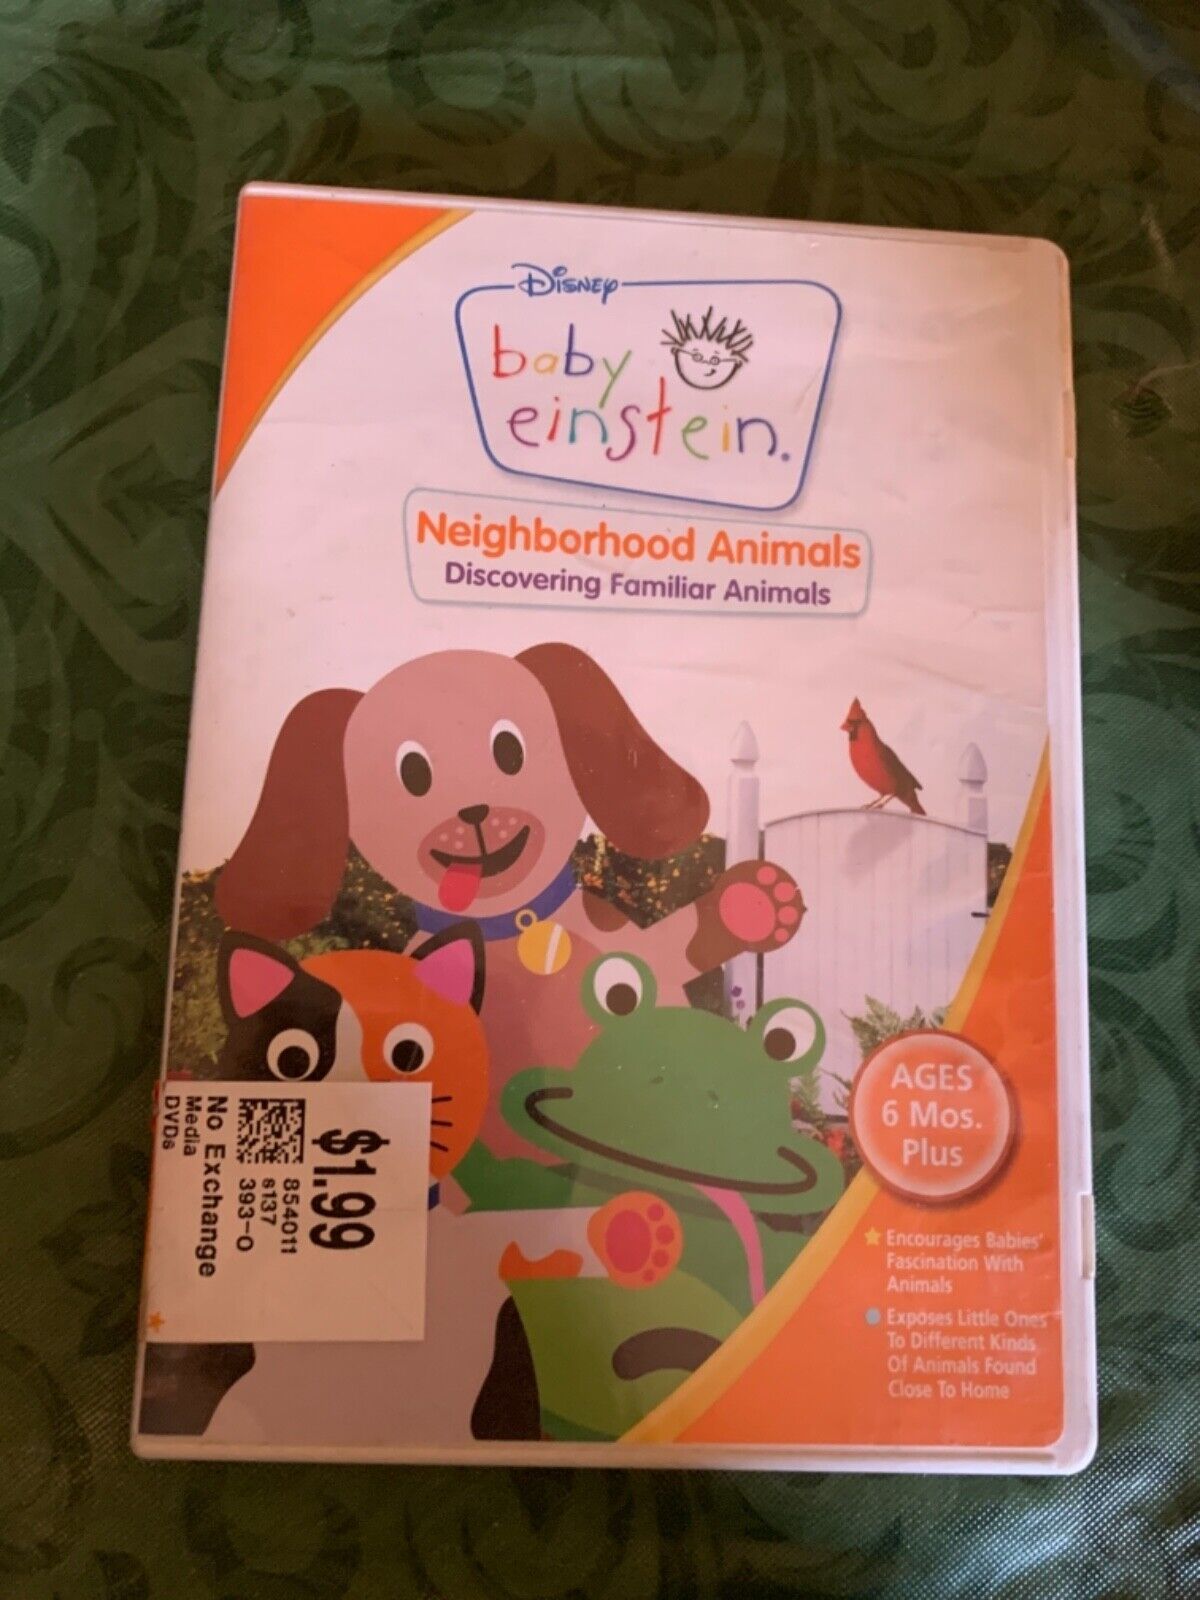 Disney
baby
einstein.
Neighborhood Animals
Discovering Familiar Animals
AGES
6 Mos.
Plus
Encourages Babies'
Fascination With
Animals
Exposes Little Ones
To Different Kinds
Of Animals Found
Close To Home
$1.99
854011
s137
393-O
No Exchange
Media
DVDs